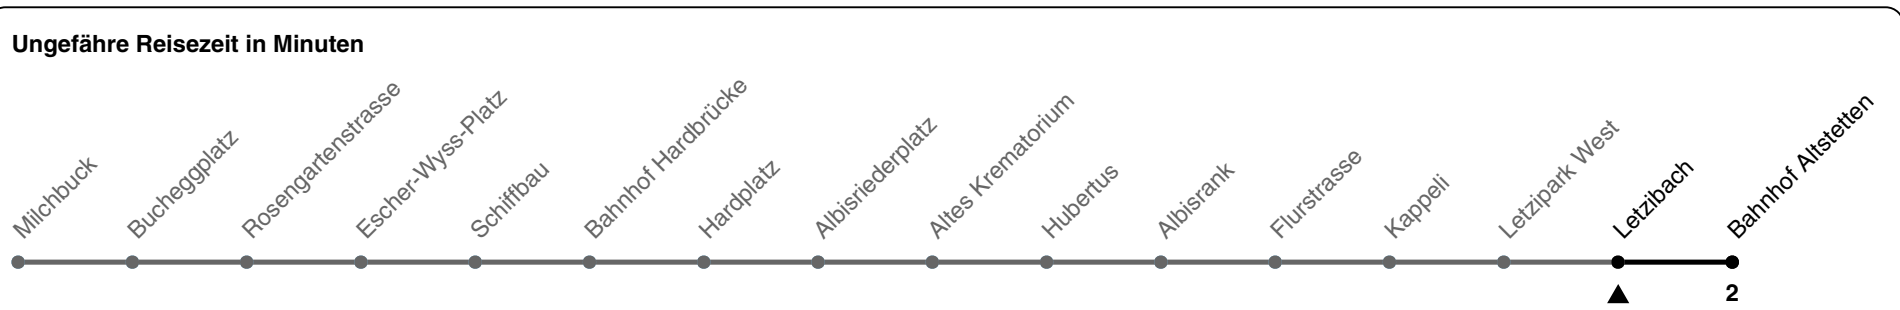 Ungefähre Reisezeit in Minuten
Milchbuck
Bucheggplatz
Rosengartenstrasse
Escher-Wyss-Platz
Schiffbau
Bahnhof Hardbrücke
Hardplatz
Albisriederplatz
Altes Krematorium
Hubertus
Albisrank
Flurstrasse
Kappeli
Letzipark West
Letzibach
Bahnhof Altstetten
2